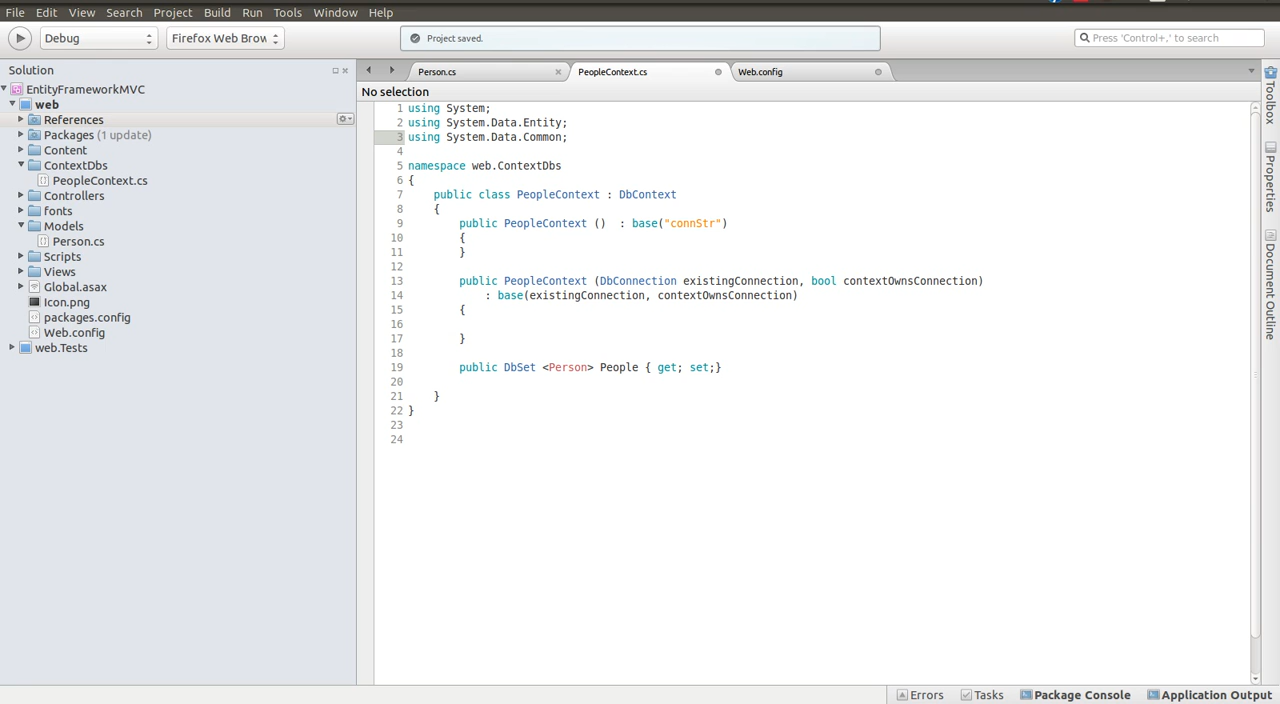 File Edit View Search Project Build Run Tools Window Help
Debug
Firefox Web Brow
Project saved.
Press 'Control+,' to search
Solution
EntityFrameworkMVC
web
References
Packages (1 update)
Content
ContextDbs
PeopleContext.cs
Controllers
fonts
Models
Person.cs
Scripts
Views
Global.asax
Icon.png
packages.config
Web.config
web.Tests
Person.cs
PeopleContext.cs
Web.config
No selection
1 using System;
2 using System.Data.Entity;
3 using System.Data.Common;
4
5 namespace web.ContextDbs
6 {
7 public class PeopleContext : DbContext
8 {
9 public PeopleContext ()  : base("connStr")
10 {
11 }
12
13 public PeopleContext (DbConnection existingConnection, bool contextOwnsConnection)
14 : base(existingConnection, contextOwnsConnection)
15 {
16
17 }
18
19 public DbSet <Person> People { get; set;}
20
21 }
22 }
23
24
Toolbox
Properties
Document Outline
Errors
Tasks
Package Console
Application Output